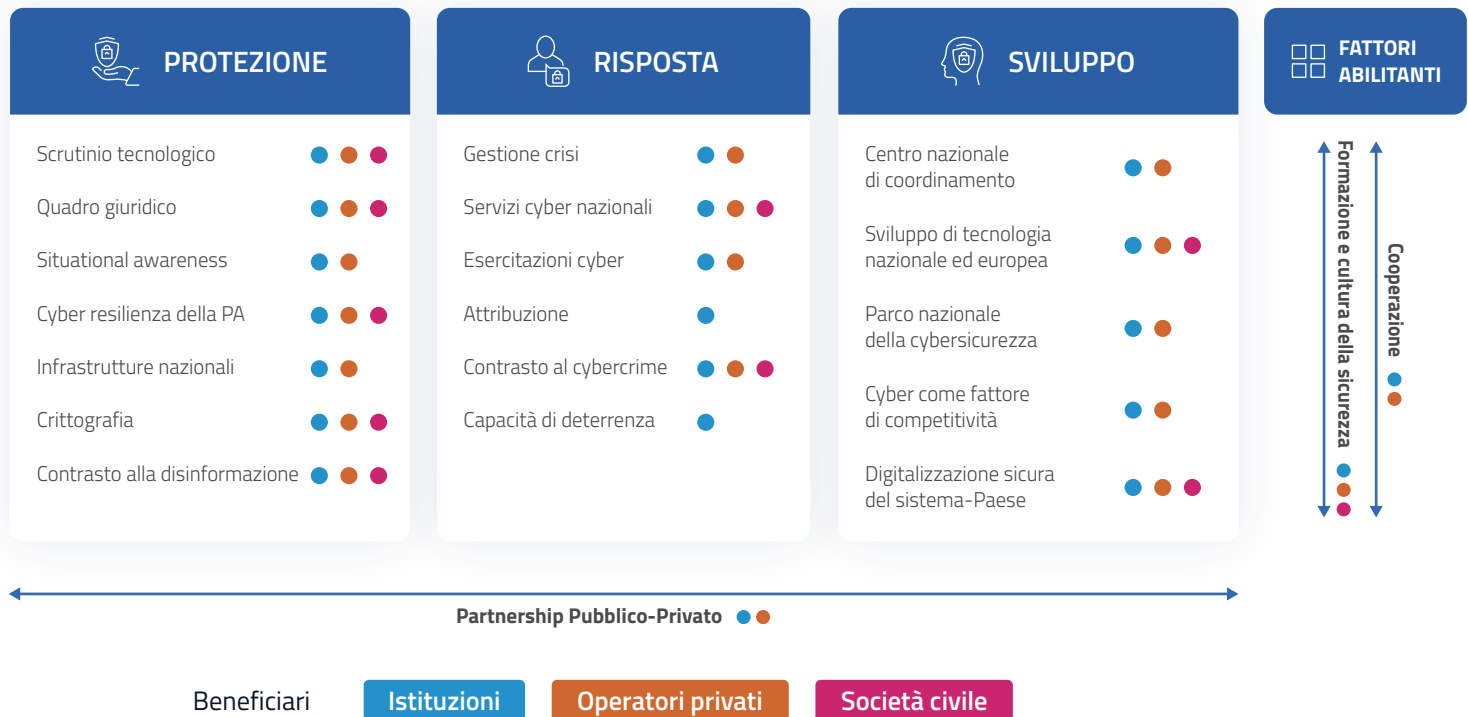 PROTEZIONE
Scrutinio tecnologico
Quadro giuridico
Situational awareness
Cyber resilienza della PA
Infrastrutture nazionali
Crittografia
Contrasto alla disinformazione
RISPOSTA
Gestione crisi
Servizi cyber nazionali
Esercitazioni cyber
Attribuzione
Contrasto al cybercrime
Capacità di deterrenza
SVILUPPO
Centro nazionale
di coordinamento
Sviluppo di tecnologia
nazionale ed europea
Parco nazionale
della cybersicurezza
Cyber come fattore
di competitività
Digitalizzazione sicura
del sistema-Paese
FATTORI
ABILITANTI
Formazione e cultura della sicurezza
Cooperazione
Partnership Pubblico-Privato
Beneficiari
Istituzioni
Operatori privati
Società civile